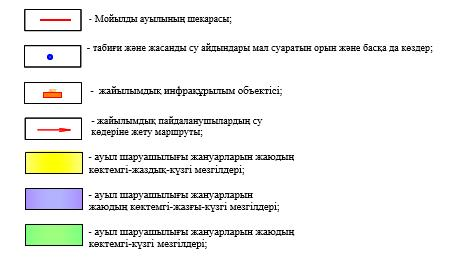 - Мойылды ауылының шекарасы;
- табиғи және жасанды су айдындары мал суаратын орын және басқа да көздер;
- жайылымдық инфрақұрылым объектісі;
- жайылымдық пайдаланушылардың су
көдеріне жету маршруты;
- ауыл шаруашылығы жануарларын жаюдың
көктемгі-жаздық-күзгі мезгілдері;
- ауыл шаруашылығы жануарларын
жаюдың көктемгі-жазғы-күзгі мезгілдері;
- ауыл шаруашылығы жануарларын жаюдың
көктемгі-күзгі мезгілдері;